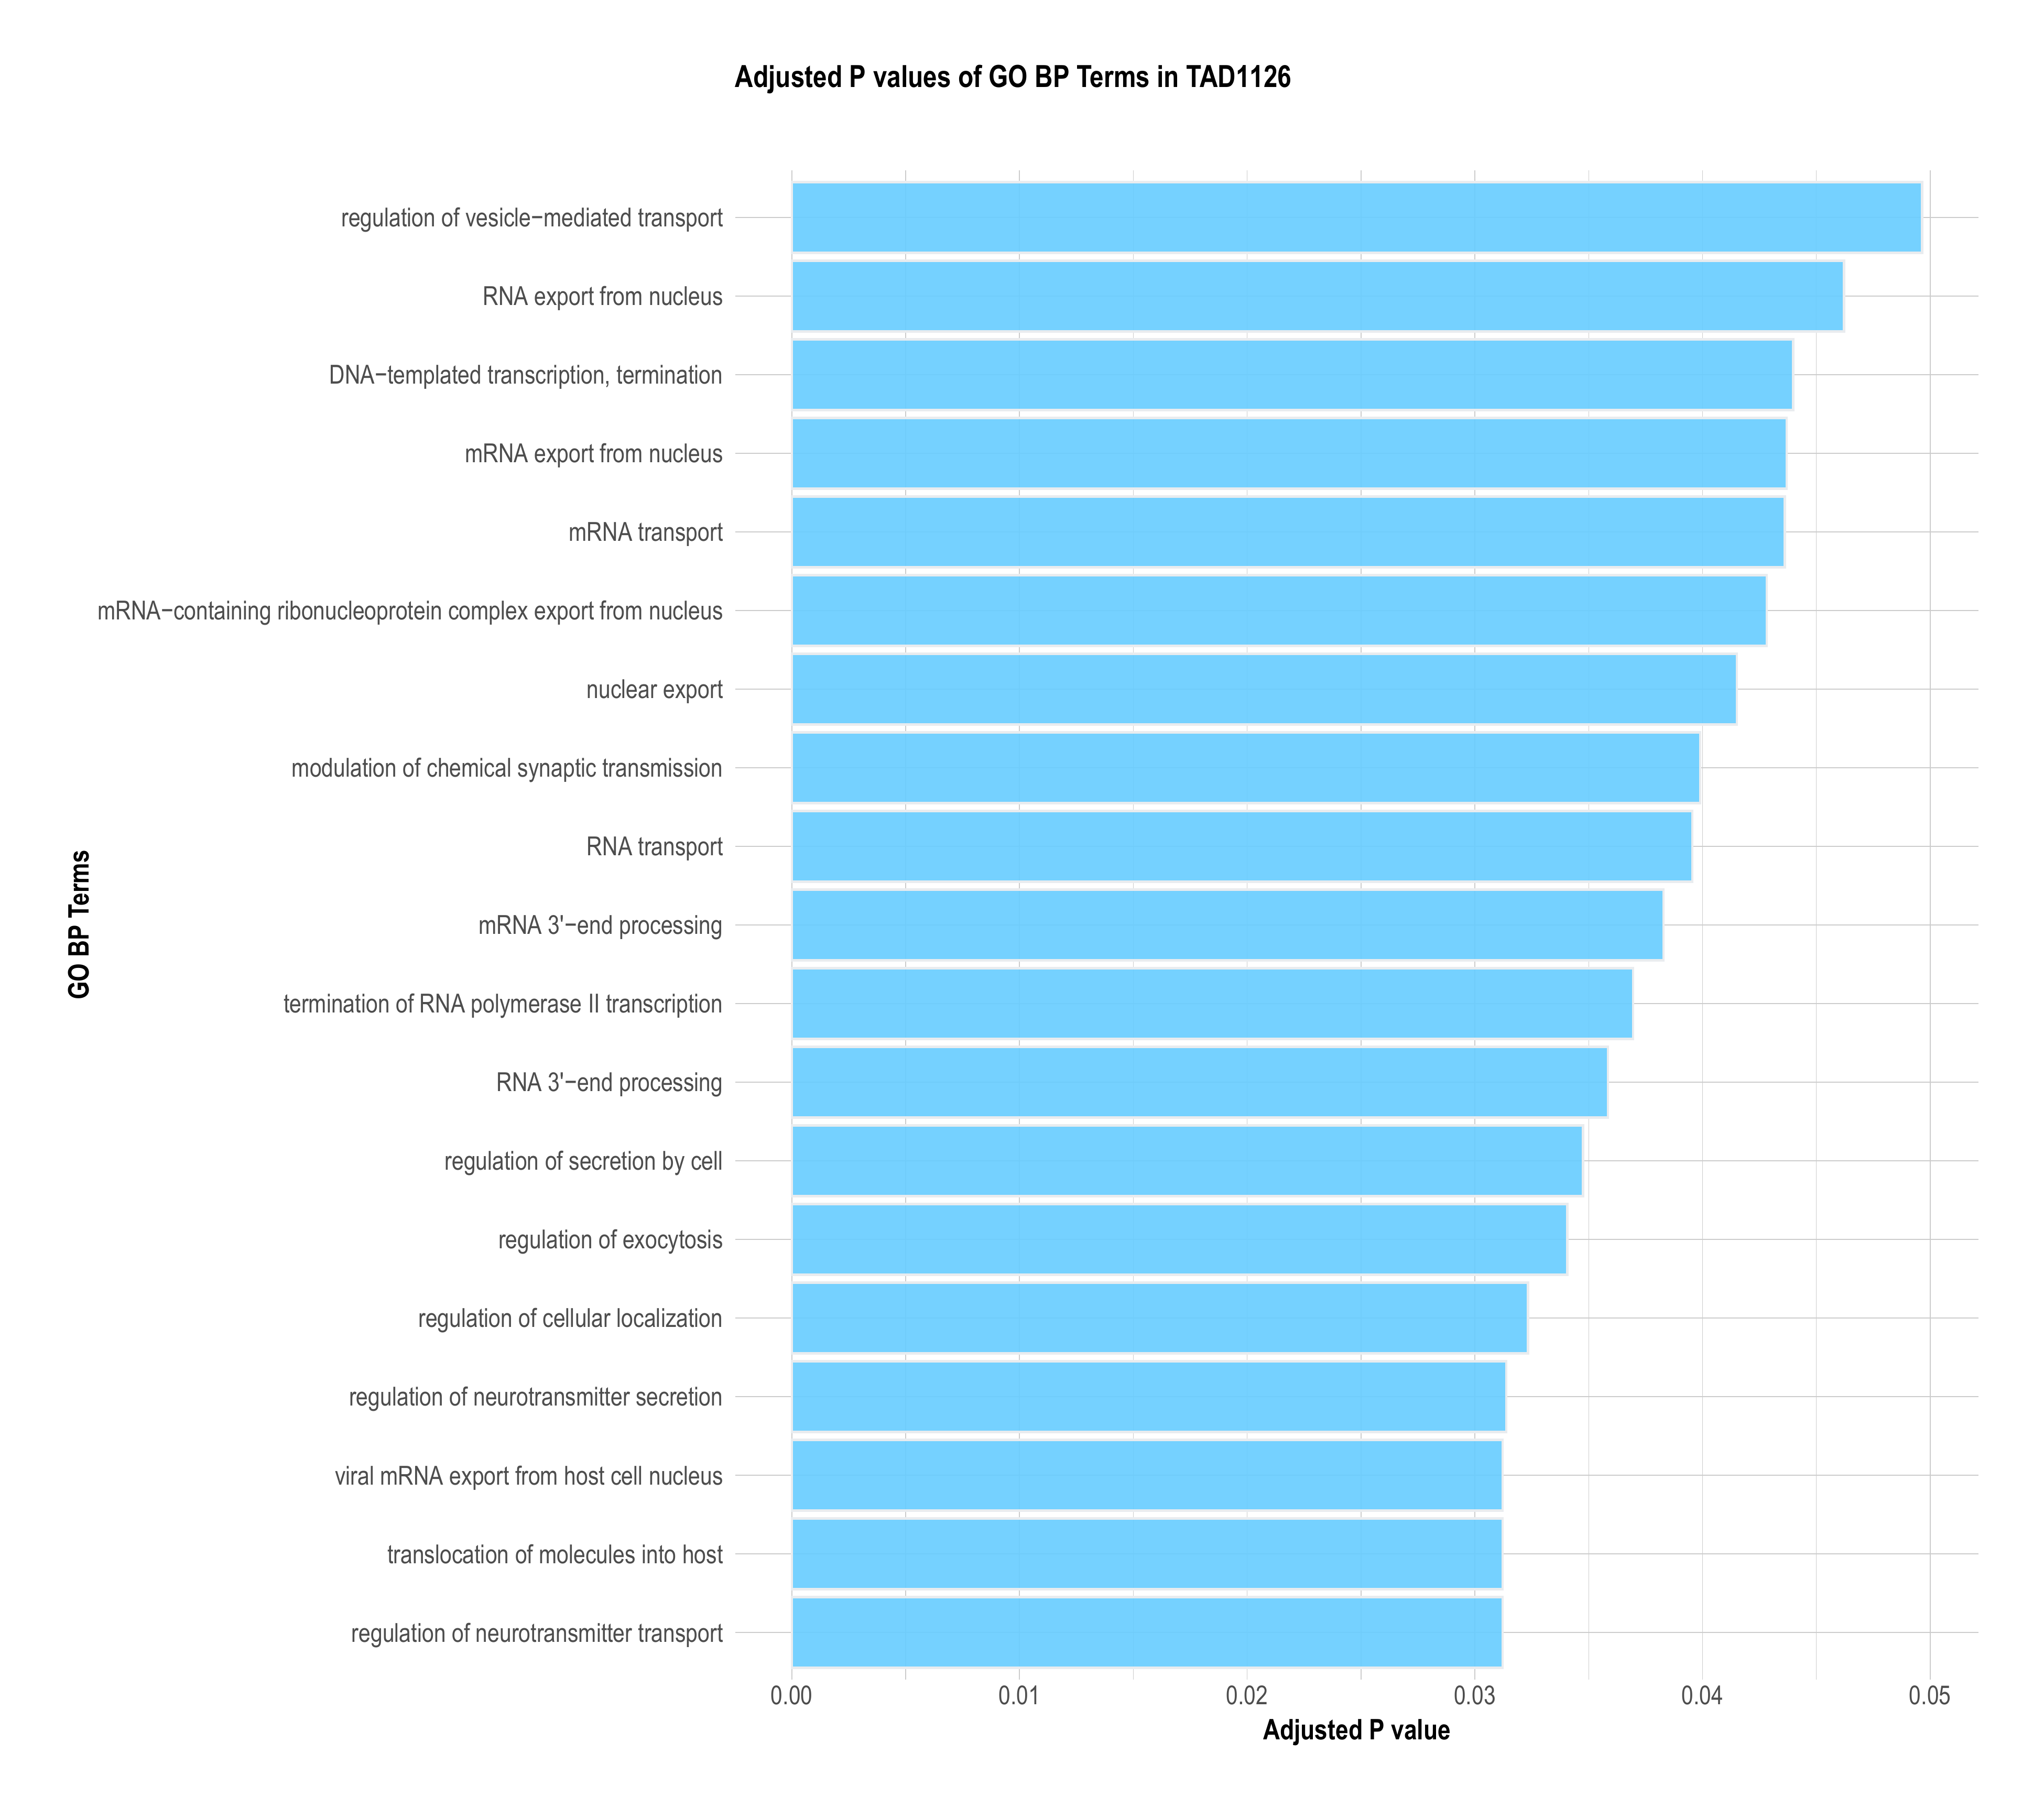 Adjusted P values of GO BP Terms in TAD1126
regulation of vesicle−mediated transport
RNA export from nucleus
DNA−templated transcription, termination
mRNA export from nucleus
mRNA transport
mRNA−containing ribonucleoprotein complex export from nucleus
nuclear export
modulation of chemical synaptic transmission
RNA transport
mRNA 3'−end processing
termination of RNA polymerase II transcription
RNA 3'−end processing
regulation of secretion by cell
regulation of exocytosis
regulation of cellular localization
regulation of neurotransmitter secretion
viral mRNA export from host cell nucleus
translocation of molecules into host
regulation of neurotransmitter transport
GO BP Terms
0.00 0.01 0.02 0.03 0.04 0.05
Adjusted P value